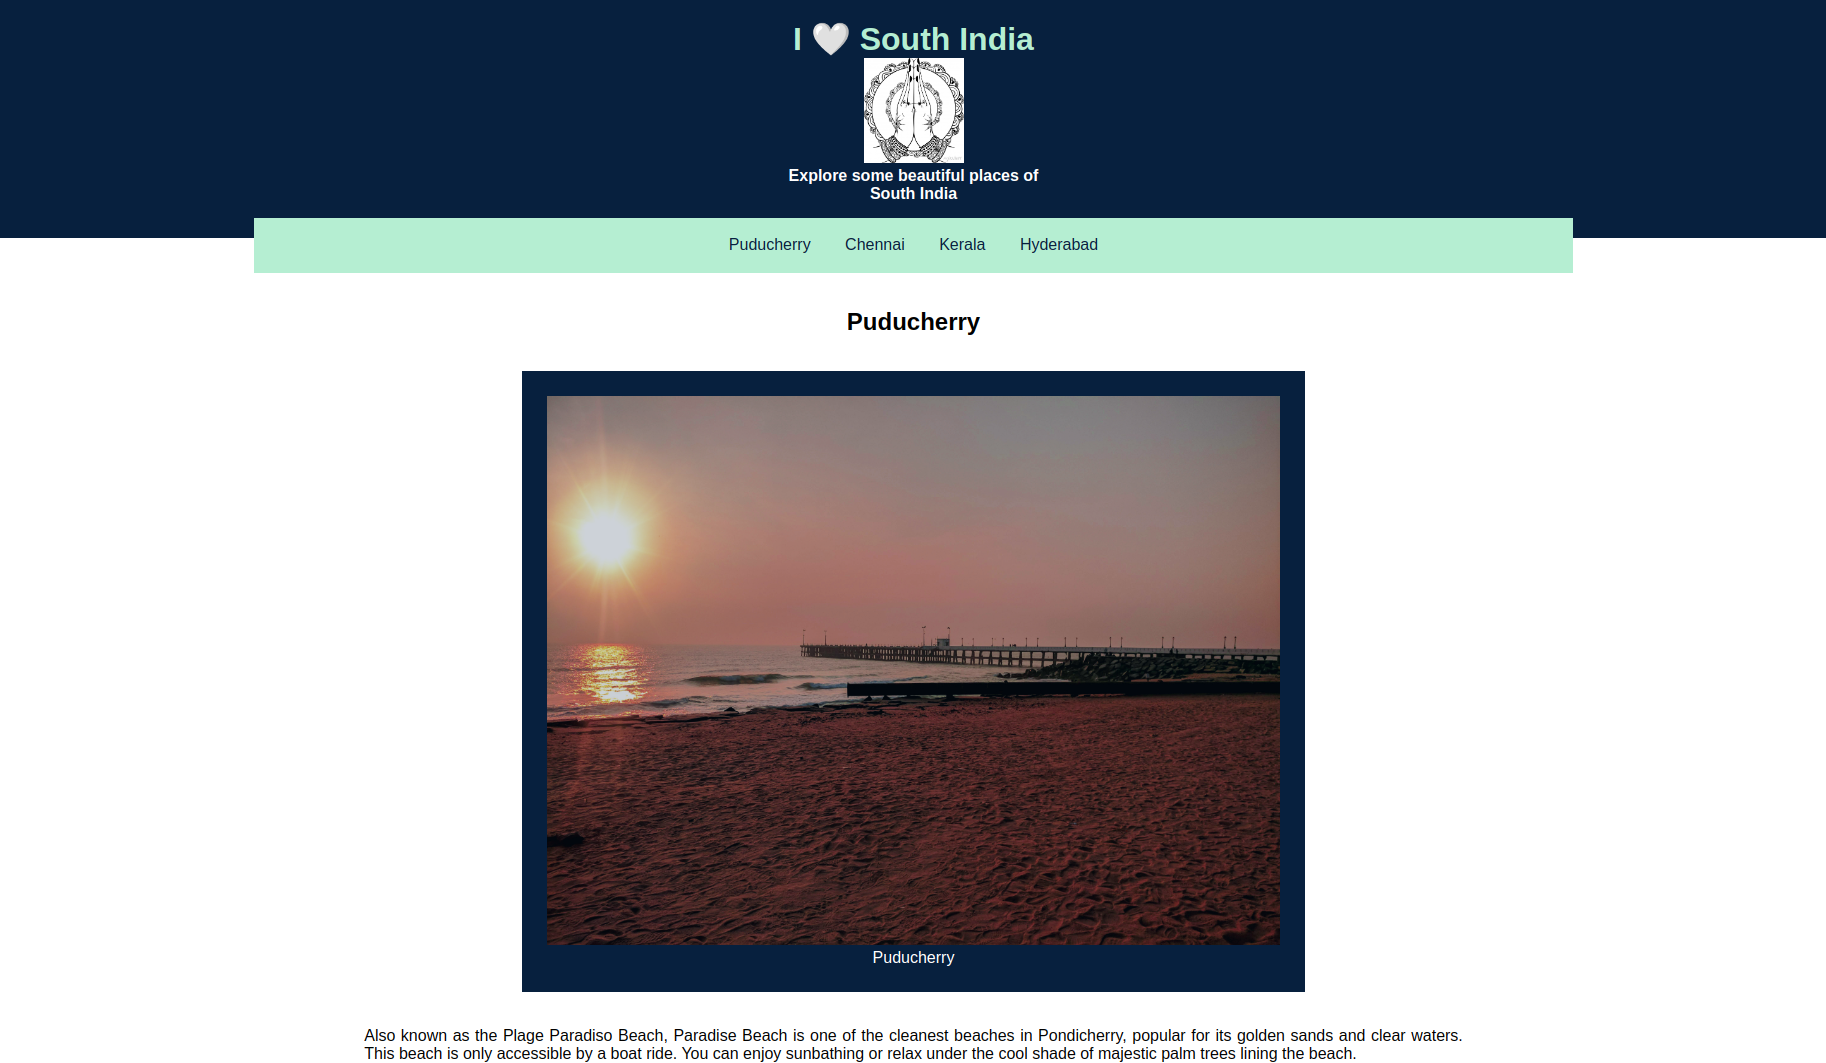 I 🤍 South India
Explore some beautiful places of
South India
Puducherry Chennai Kerala Hyderabad
Puducherry
Puducherry
Also known as the Plage Paradiso Beach, Paradise Beach is one of the cleanest beaches in Pondicherry, popular for its golden sands and clear waters.
This beach is only accessible by a boat ride. You can enjoy sunbathing or relax under the cool shade of majestic palm trees lining the beach.